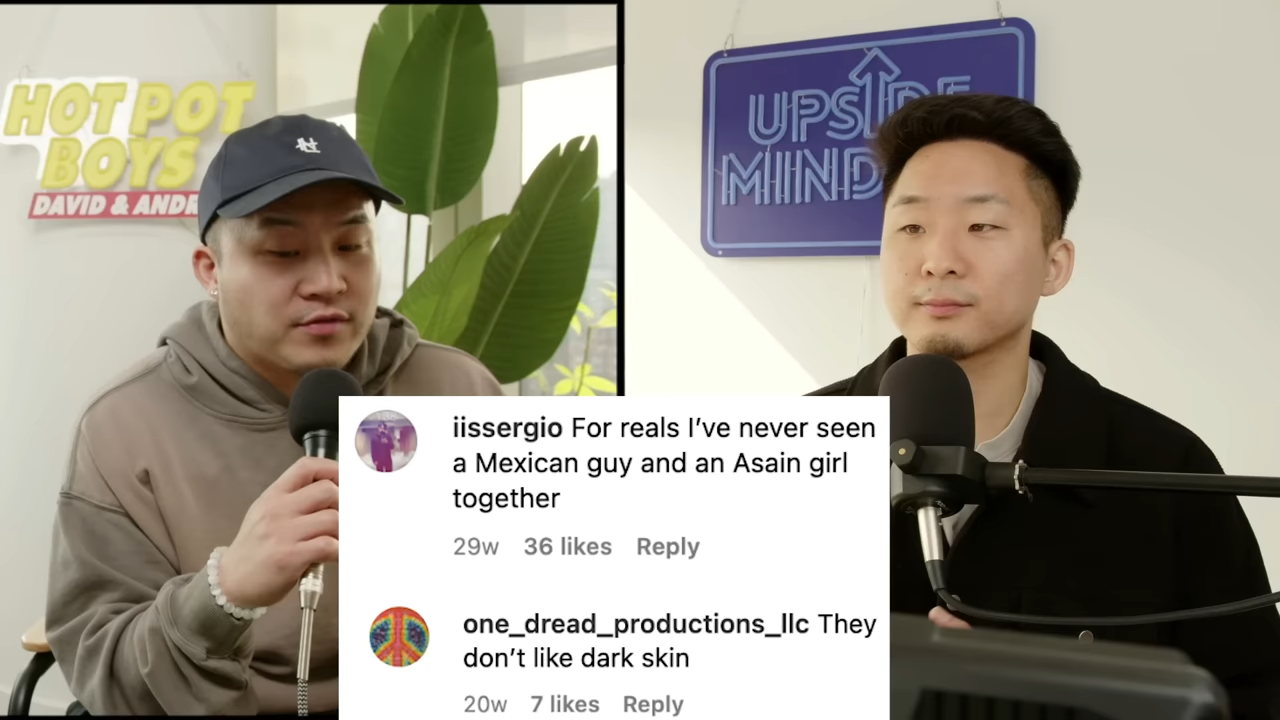 HOT POT
BOYS
DAVID & ANDR
UPSIDE
MIND
iissergio For reals I've never seen
a Mexican guy and an Asain girl
together
29w 36 likes Reply
one_dread_productions_llc They
don't like dark skin
20w 7 likes Reply